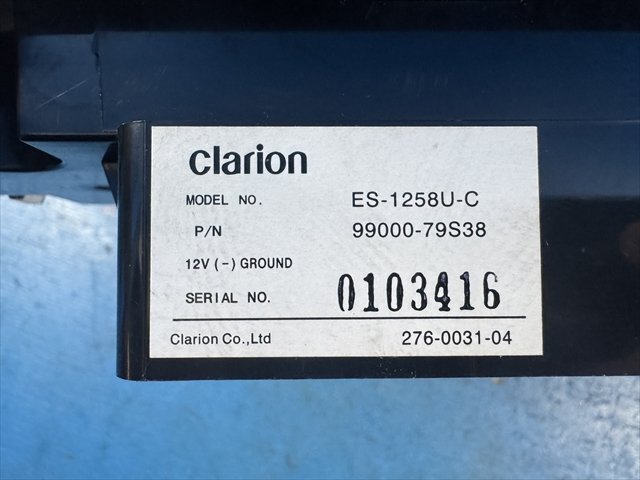 clarion
MODEL NO. ES-1258U-C
P/N 99000-79S38
12V (-) GROUND
SERIAL NO. 0103416
Clarion Co.,Ltd 276-0031-04